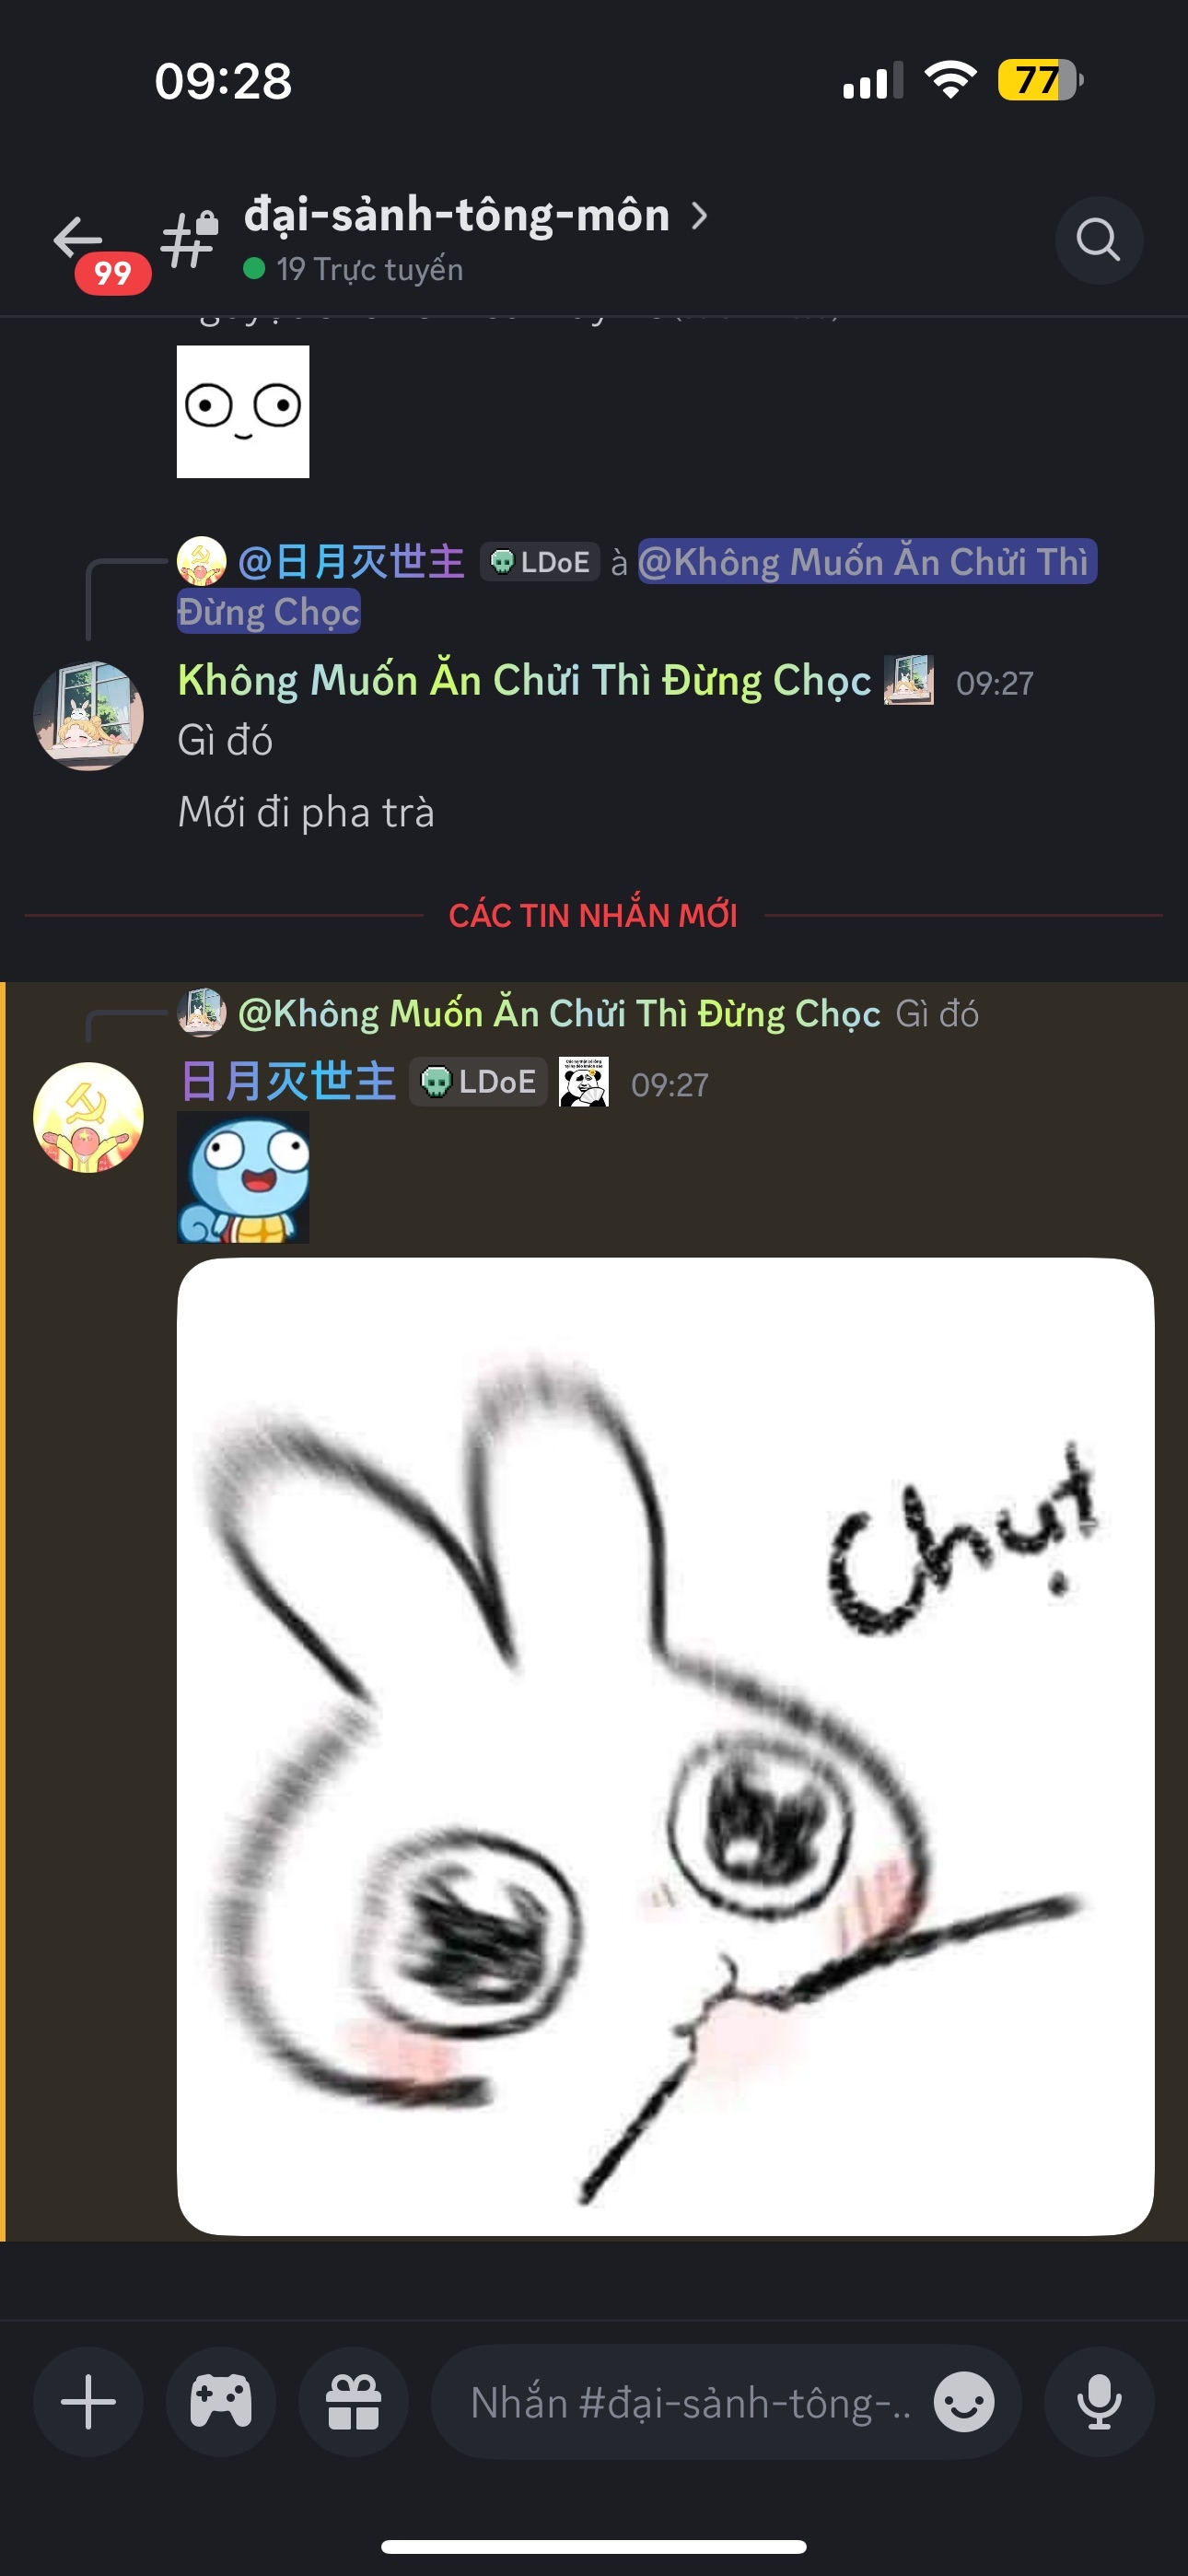 09:28
77
đại-sảnh-tông-môn
99
19 Trực tuyến
@日月灭世主 LDoE à @Không Muốn Ăn Chửi Thì
Đừng Chọc
Không Muốn Ăn Chửi Thì Đừng Chọc 09:27
Gì đó
Mới đi pha trà
CÁC TIN NHẮN MỚI
@Không Muốn Ăn Chửi Thì Đừng Chọc Gì đó
日月灭世主 LDoE 09:27
Chụt
Nhắn #đại-sảnh-tông-..